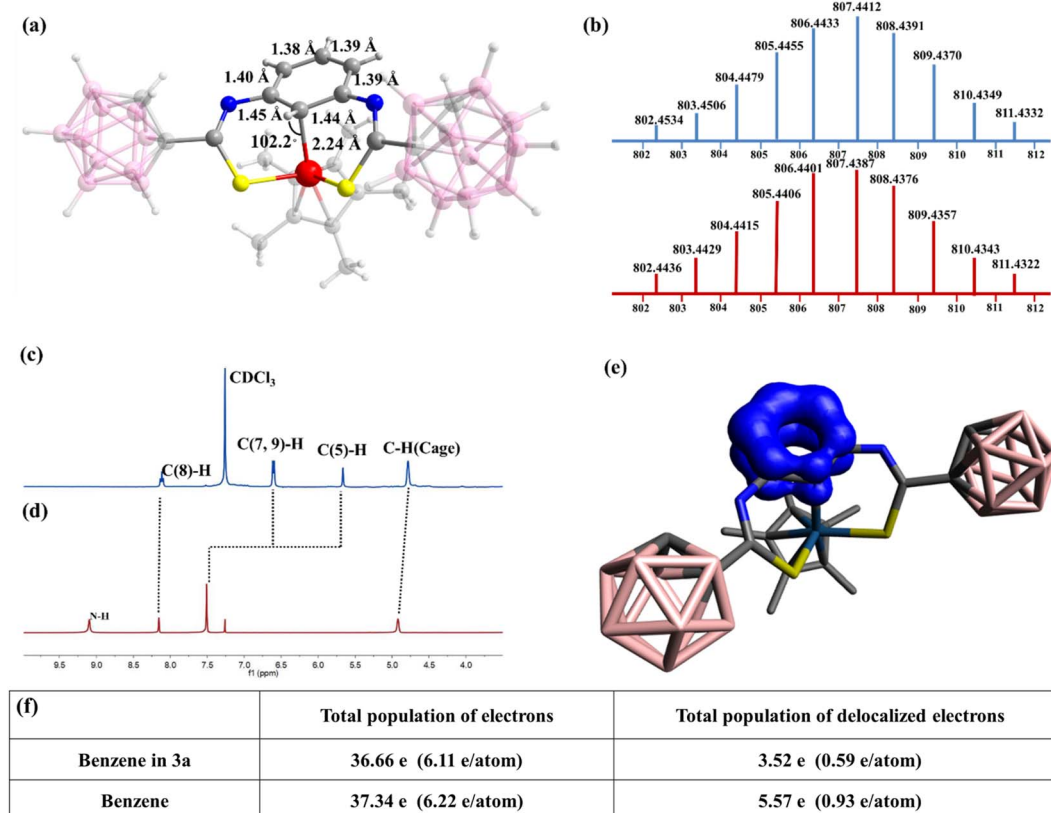 (a)
1.38 Å 1.39 Å
1.40 Å 1.39 Å
1.45 Å 1.44 Å
102.2° 2.24 Å
(b)
807.4412
806.4433 808.4391
805.4455 809.4370
804.4479
803.4506 810.4349
802.4534 811.4332
802 803 804 805 806 807 808 809 810 811 812
807.4387
806.4401
805.4406 808.4376
804.4415 809.4357
803.4429 810.4343
802.4436 811.4322
802 803 804 805 806 807 808 809 810 811 812
(c)
CDCl3
C(8)-H C(7, 9)-H C(5)-H C-H(Cage)
(d)
N-H
9.5 9.0 8.5 8.0 7.5 7.0 6.5 6.0 5.5 5.0 4.5 4.0
f1 (ppm)
(e)
(f) Total population of electrons Total population of delocalized electrons
Benzene in 3a 36.66 e (6.11 e/atom) 3.52 e (0.59 e/atom)
Benzene 37.34 e (6.22 e/atom) 5.57 e (0.93 e/atom)